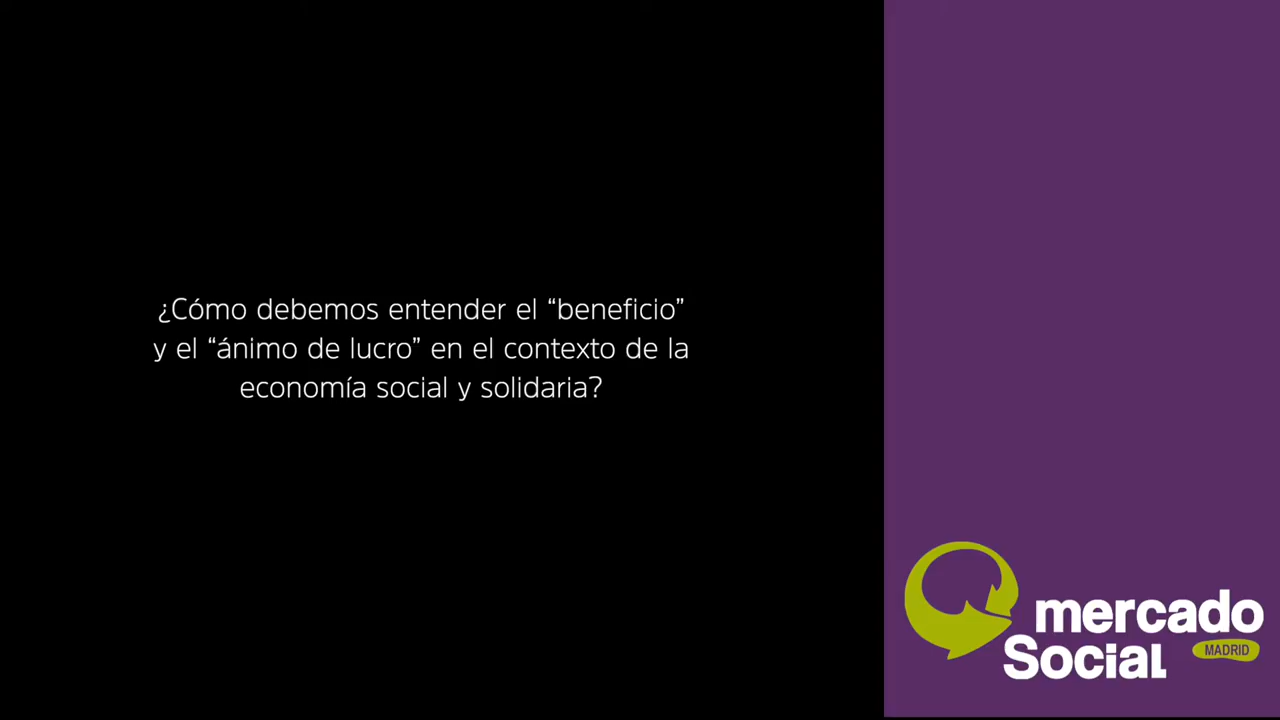 ¿Cómo debemos entender el “beneficio”
y el “ánimo de lucro” en el contexto de la
economía social y solidaria?
mercado
Social
MADRID